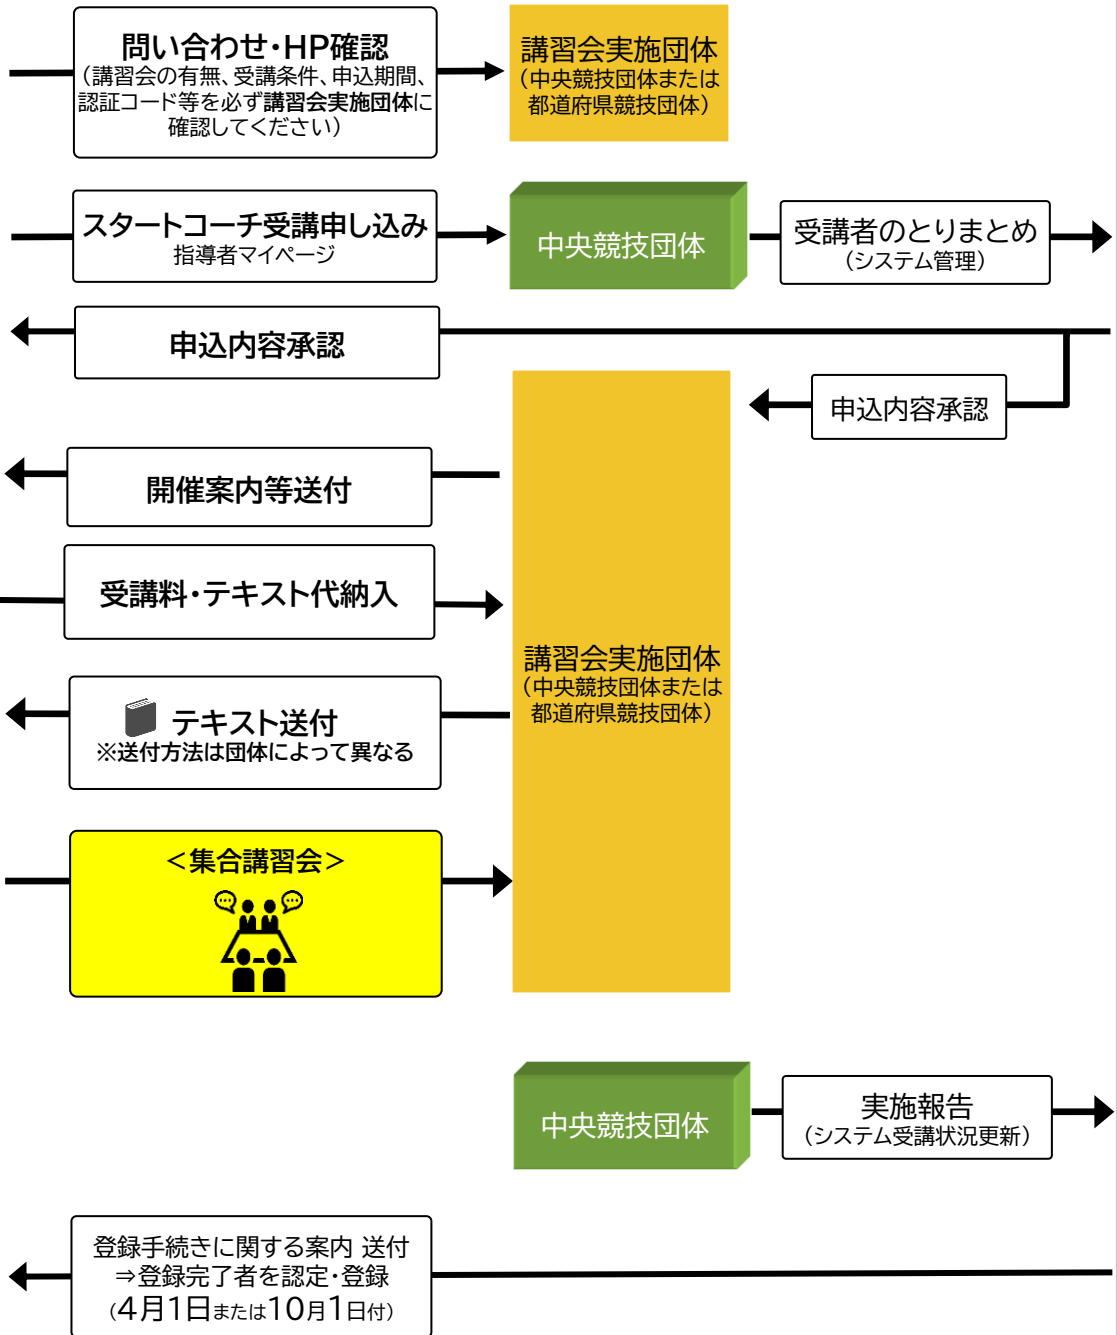 問い合わせ・HP確認
（講習会の有無、受講条件、申込期間、
認証コード等を必ず講習会実施団体に
確認してください）
講習会実施団体
（中央競技団体または
都道府県競技団体）
スタートコーチ受講申し込み
指導者マイページ
中央競技団体
受講者のとりまとめ
（システム管理）
申込内容承認
申込内容承認
開催案内等送付
受講料・テキスト代納入
講習会実施団体
（中央競技団体または
都道府県競技団体）
テキスト送付
※送付方法は団体によって異なる
＜集合講習会＞
中央競技団体
実施報告
（システム受講状況更新）
登録手続きに関する案内 送付
⇒登録完了者を認定・登録
（4月1日または10月1日付）